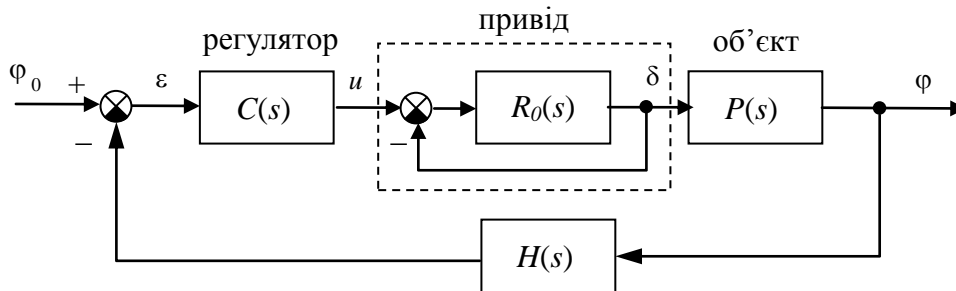 привід
регулятор
об’єкт
φ₀
+
ε
C(s)
u
R₀(s)
δ
P(s)
φ
−
−
H(s)